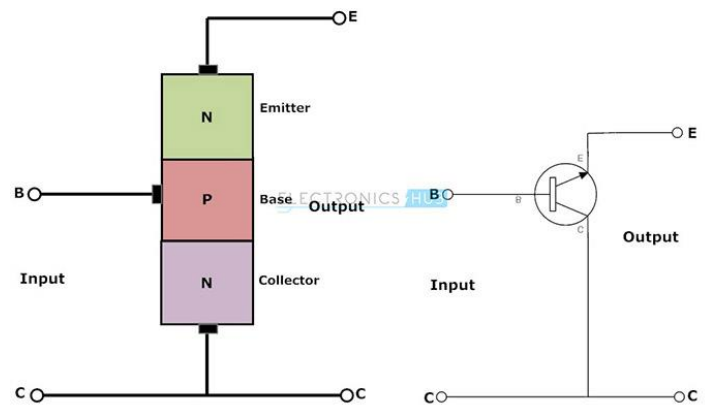 E
N
Emitter
B
P
Base
ELECTRONICS HUB
Output
Input
N
Collector
C
C
E
E
B
B
C
Output
Input
C
C